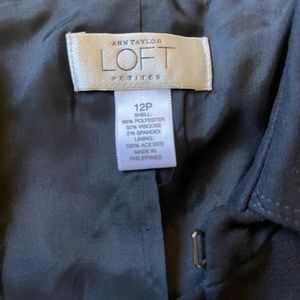 ANN TAYLOR
LOFT
PETITES
12P
SHELL:
66% POLYESTER
32% VISCOSE
2% SPANDEX
LINING:
100% ACETATE
MADE IN
PHILIPPINES